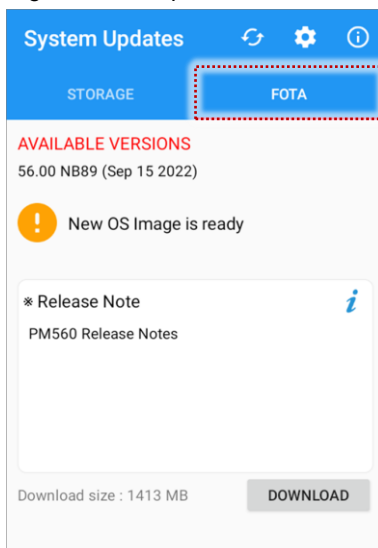 System Updates
STORAGE
FOTA
AVAILABLE VERSIONS
56.00 NB89 (Sep 15 2022)
New OS Image is ready
※ Release Note
PM560 Release Notes
Download size : 1413 MB
DOWNLOAD